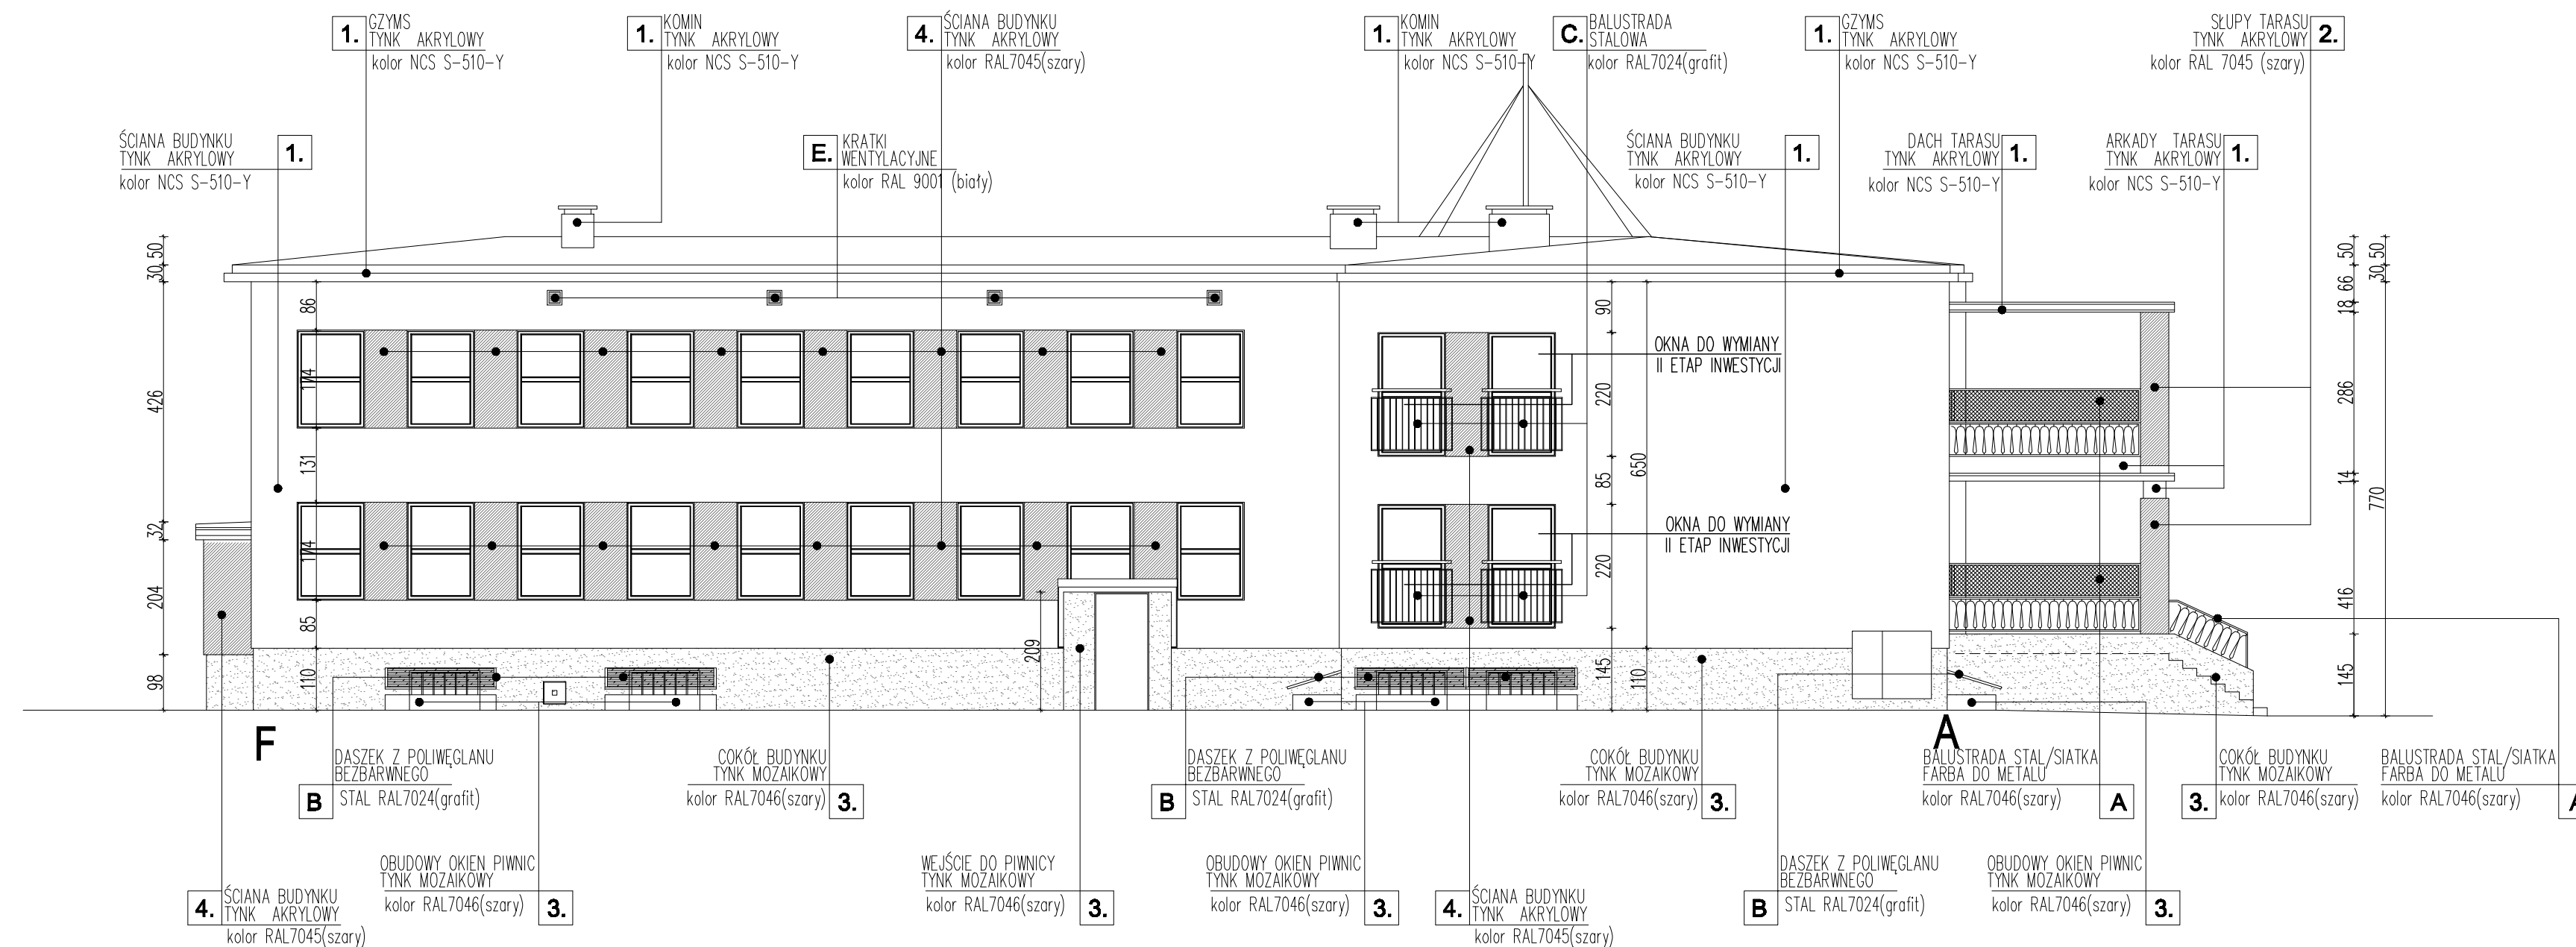 1.
GZYMS
TYNK AKRYLOWY
kolor NCS S-510-Y
1.
KOMIN
TYNK AKRYLOWY
kolor NCS S-510-Y
4.
ŚCIANA BUDYNKU
TYNK AKRYLOWY
kolor RAL7045(szary)
1.
KOMIN
TYNK AKRYLOWY
kolor NCS S-510-Y
C.
BALUSTRADA
STALOWA
kolor RAL7024(grafit)
1.
GZYMS
TYNK AKRYLOWY
kolor NCS S-510-Y
SŁUPY TARASU
TYNK AKRYLOWY
kolor RAL 7045 (szary)
2.
ŚCIANA BUDYNKU
TYNK AKRYLOWY
kolor NCS S-510-Y
1.
E.
KRATKI
WENTYLACYJNE
kolor RAL 9001 (biały)
ŚCIANA BUDYNKU
TYNK AKRYLOWY
kolor NCS S-510-Y
1.
DACH TARASU
TYNK AKRYLOWY
kolor NCS S-510-Y
1.
ARKADY TARASU
TYNK AKRYLOWY
kolor NCS S-510-Y
1.
50
30
426
32
204
98
86
174
131
174
85
110
209
90
220
85
220
145
650
110
OKNA DO WYMIANY
II ETAP INWESTYCJI
OKNA DO WYMIANY
II ETAP INWESTYCJI
50
66
18
286
14
416
145
50
30
770
F
A
DASZEK Z POLIWĘGLANU
BEZBARWNEGO
STAL RAL7024(grafit)
B
COKÓŁ BUDYNKU
TYNK MOZAIKOWY
kolor RAL7046(szary)
3.
DASZEK Z POLIWĘGLANU
BEZBARWNEGO
STAL RAL7024(grafit)
B
COKÓŁ BUDYNKU
TYNK MOZAIKOWY
kolor RAL7046(szary)
3.
BALUSTRADA STAL/SIATKA
FARBA DO METALU
kolor RAL7046(szary)
A
COKÓŁ BUDYNKU
TYNK MOZAIKOWY
kolor RAL7046(szary)
3.
BALUSTRADA STAL/SIATKA
FARBA DO METALU
kolor RAL7046(szary)
A
4.
ŚCIANA BUDYNKU
TYNK AKRYLOWY
kolor RAL7045(szary)
OBUDOWY OKIEN PIWNIC
TYNK MOZAIKOWY
kolor RAL7046(szary)
3.
WEJŚCIE DO PIWNICY
TYNK MOZAIKOWY
kolor RAL7046(szary)
3.
OBUDOWY OKIEN PIWNIC
TYNK MOZAIKOWY
kolor RAL7046(szary)
3.
4.
ŚCIANA BUDYNKU
TYNK AKRYLOWY
kolor RAL7045(szary)
B
DASZEK Z POLIWĘGLANU
BEZBARWNEGO
STAL RAL7024(grafit)
OBUDOWY OKIEN PIWNIC
TYNK MOZAIKOWY
kolor RAL7046(szary)
3.